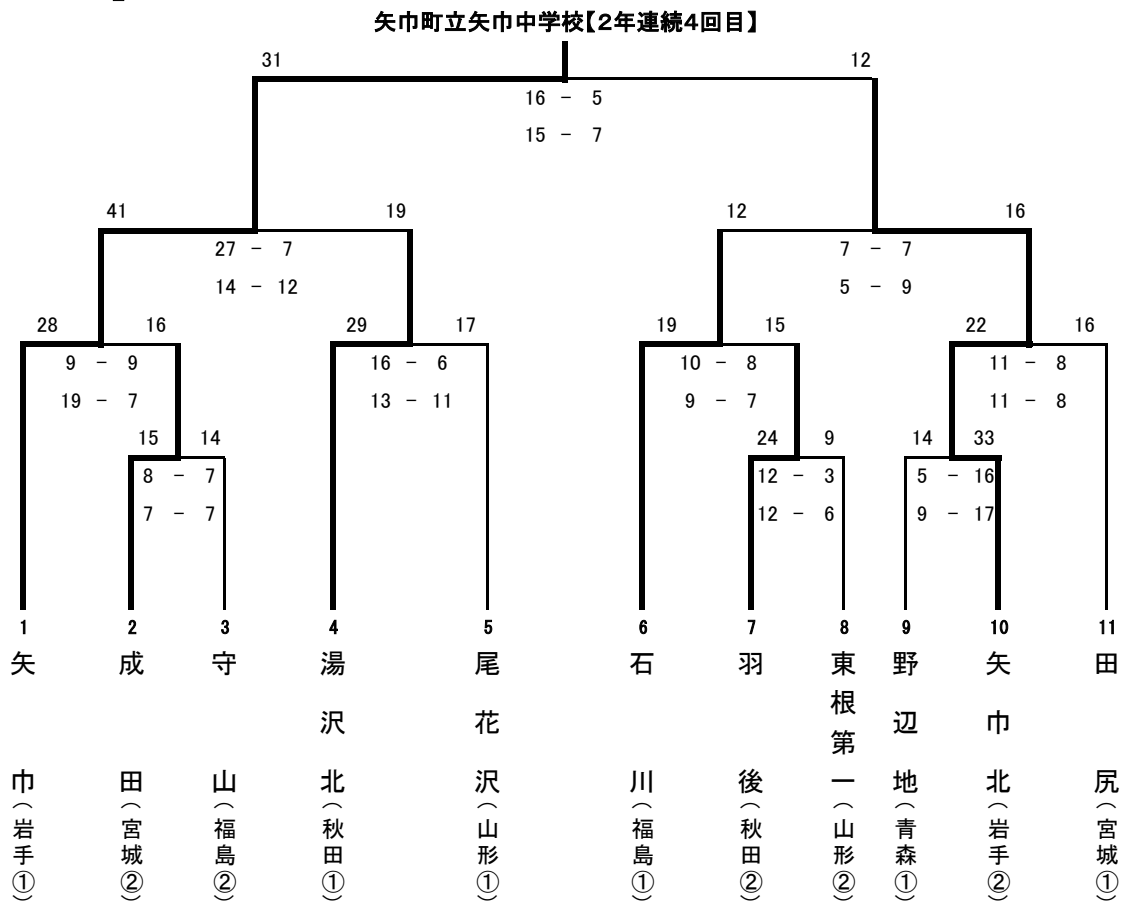 矢巾町立矢巾中学校【2年連続4回目】
31 12
16 － 5
15 － 7
41 19 12 16
27 － 7 7 － 7
14 － 12 5 － 9
28 16 29 17 19 15 22 16
9 － 9 16 － 6 10 － 8 11 － 8
19 － 7 13 － 11 9 － 7 11 － 8
15 14 24 9 14 33
8 － 7 12 － 3 5 － 16
7 － 7 12 － 6 9 － 17
1 2 3 4 5 6 7 8 9 10 11
矢巾（岩手①）
成田（宮城②）
守山（福島②）
湯沢北（秋田①）
尾花沢（山形①）
石川（福島①）
羽後（秋田②）
東根第一（山形②）
野辺地（青森①）
矢巾北（岩手②）
田尻（宮城①）